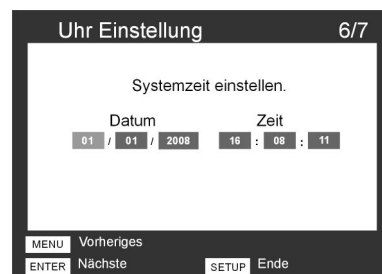 Uhr Einstellung 6/7
Systemzeit einstellen.
Datum Zeit
01 / 01 / 2008 16 : 08 : 11
MENU Vorheriges
ENTER Nächste SETUP Ende